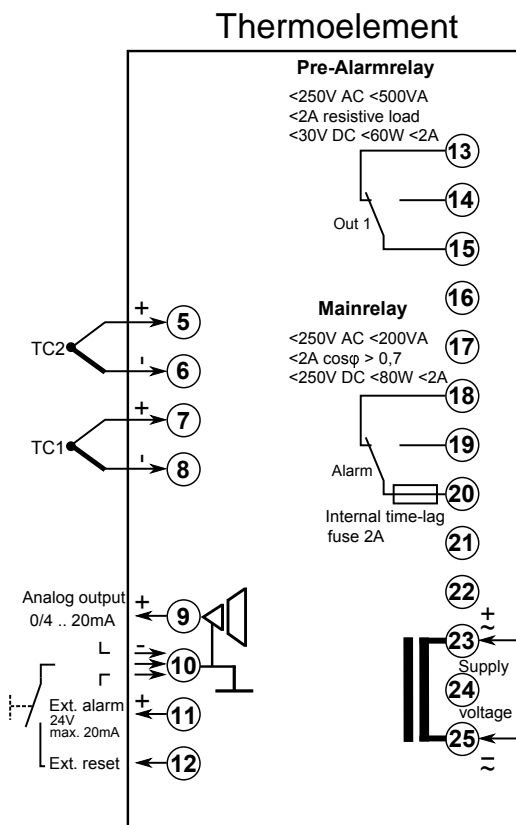 Thermoelement
Pre-Alarmrelay
<250V AC <500VA
<2A resistive load
<30V DC <60W <2A
13
14
Out 1
15
16
Mainrelay
17
<250V AC <200VA
<2A cosφ > 0,7
<250V DC <80W <2A
18
19
Alarm
20
Internal time-lag
fuse 2A
21
22
+
~
23
Supply
24
voltage
25
−
~
+
5
TC2
-
6
+
7
TC1
-
8
Analog output
+
9
0/4 .. 20mA
-
10
Ext. alarm
+
11
24V
max. 20mA
Ext. reset
12